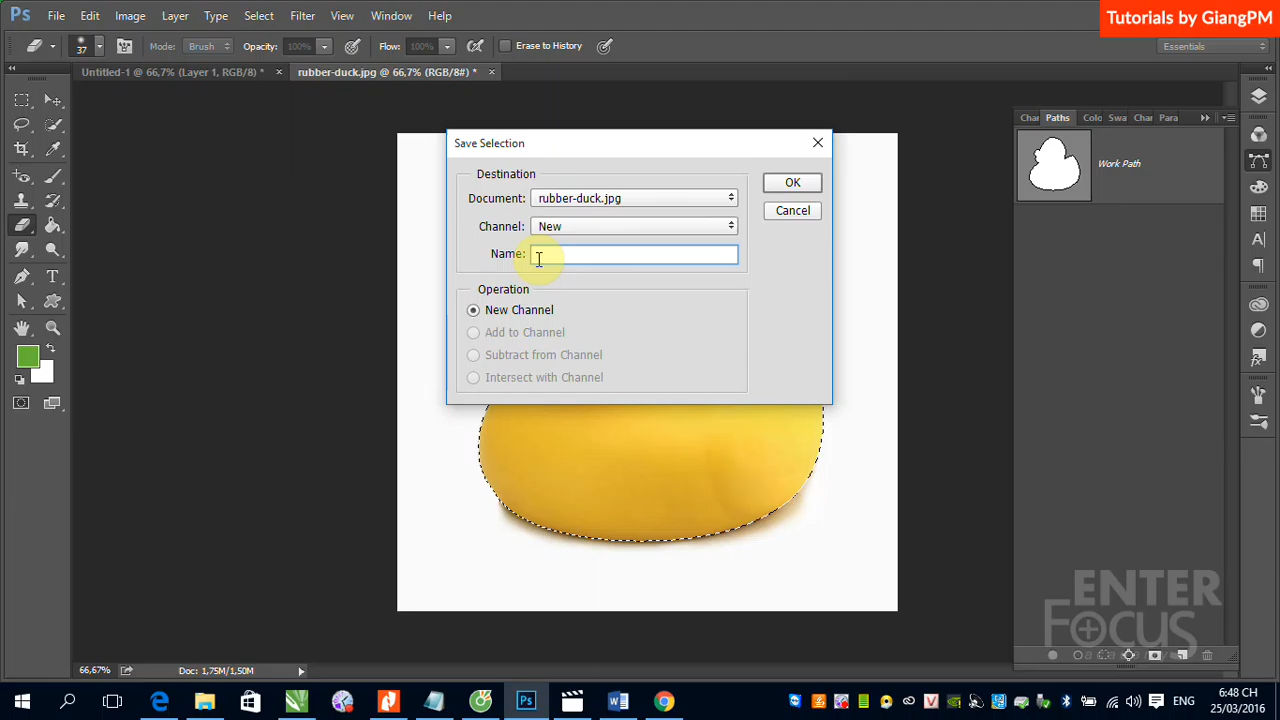 Ps File Edit Image Layer Type Select Filter View Window Help
Tutorials by GiangPM
37 Mode: Brush Opacity: 100% Flow: 100% Erase to History Essentials
Untitled-1 @ 66,7% (Layer 1, RGB/8) * × rubber-duck.jpg @ 66,7% (RGB/8#) * ×
Char Paths Colo Swa Char Para
Work Path
Save Selection
Destination
Document: rubber-duck.jpg
OK
Channel: New
Cancel
Name:
Operation
New Channel
Add to Channel
Subtract from Channel
Intersect with Channel
ENTER
FOCUS
66,67% Doc: 1,75M/1,50M
ENG
6:48 CH
25/03/2016